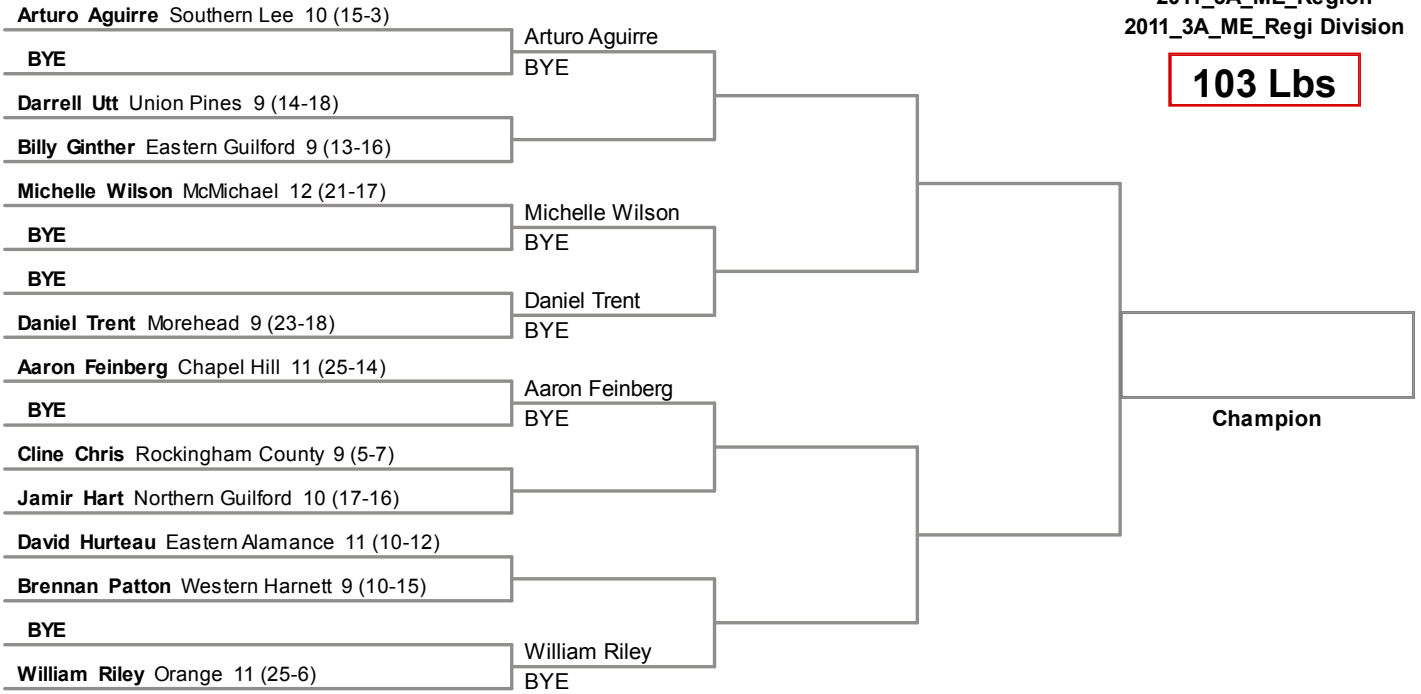 2011_3A_ME_Region
2011_3A_ME_Regi Division
103 Lbs
Arturo Aguirre Southern Lee 10 (15-3)
BYE
Darrell Utt Union Pines 9 (14-18)
Billy Ginther Eastern Guilford 9 (13-16)
Michelle Wilson McMichael 12 (21-17)
BYE
BYE
Daniel Trent Morehead 9 (23-18)
Aaron Feinberg Chapel Hill 11 (25-14)
BYE
Cline Chris Rockingham County 9 (5-7)
Jamir Hart Northern Guilford 10 (17-16)
David Hurteau Eastern Alamance 11 (10-12)
Brennan Patton Western Harnett 9 (10-15)
BYE
William Riley Orange 11 (25-6)
Arturo Aguirre
BYE
Michelle Wilson
BYE
Daniel Trent
BYE
Aaron Feinberg
BYE
William Riley
BYE
Champion